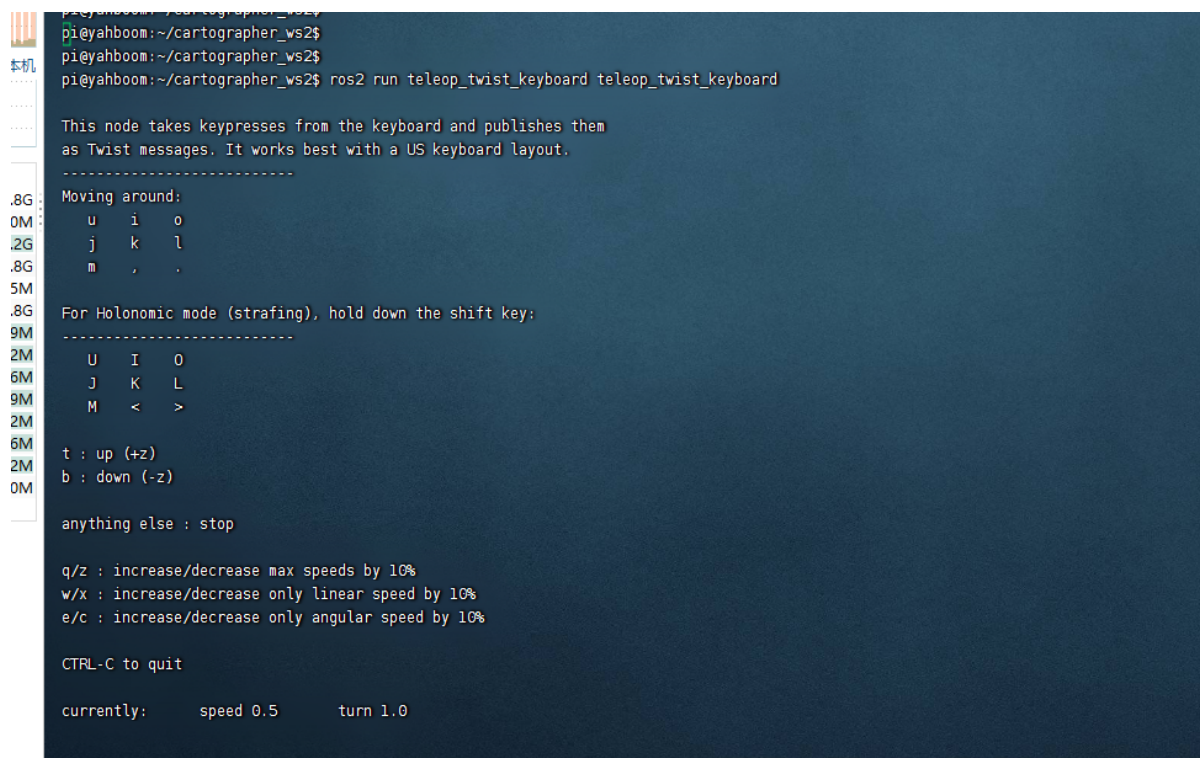 pi@yahboom:~/cartographer_ws2$
pi@yahboom:~/cartographer_ws2$
pi@yahboom:~/cartographer_ws2$
pi@yahboom:~/cartographer_ws2$ ros2 run teleop_twist_keyboard teleop_twist_keyboard
本机
This node takes keypresses from the keyboard and publishes them
as Twist messages. It works best with a US keyboard layout.
---------------------------
Moving around:
u i o
j k l
m , .
For Holonomic mode (strafing), hold down the shift key:
---------------------------
U I O
J K L
M < >
t : up (+z)
b : down (-z)
anything else : stop
q/z : increase/decrease max speeds by 10%
w/x : increase/decrease only linear speed by 10%
e/c : increase/decrease only angular speed by 10%
CTRL-C to quit
currently: speed 0.5 turn 1.0
.8G
0M
.2G
.8G
5M
.8G
9M
2M
6M
9M
2M
6M
2M
0M